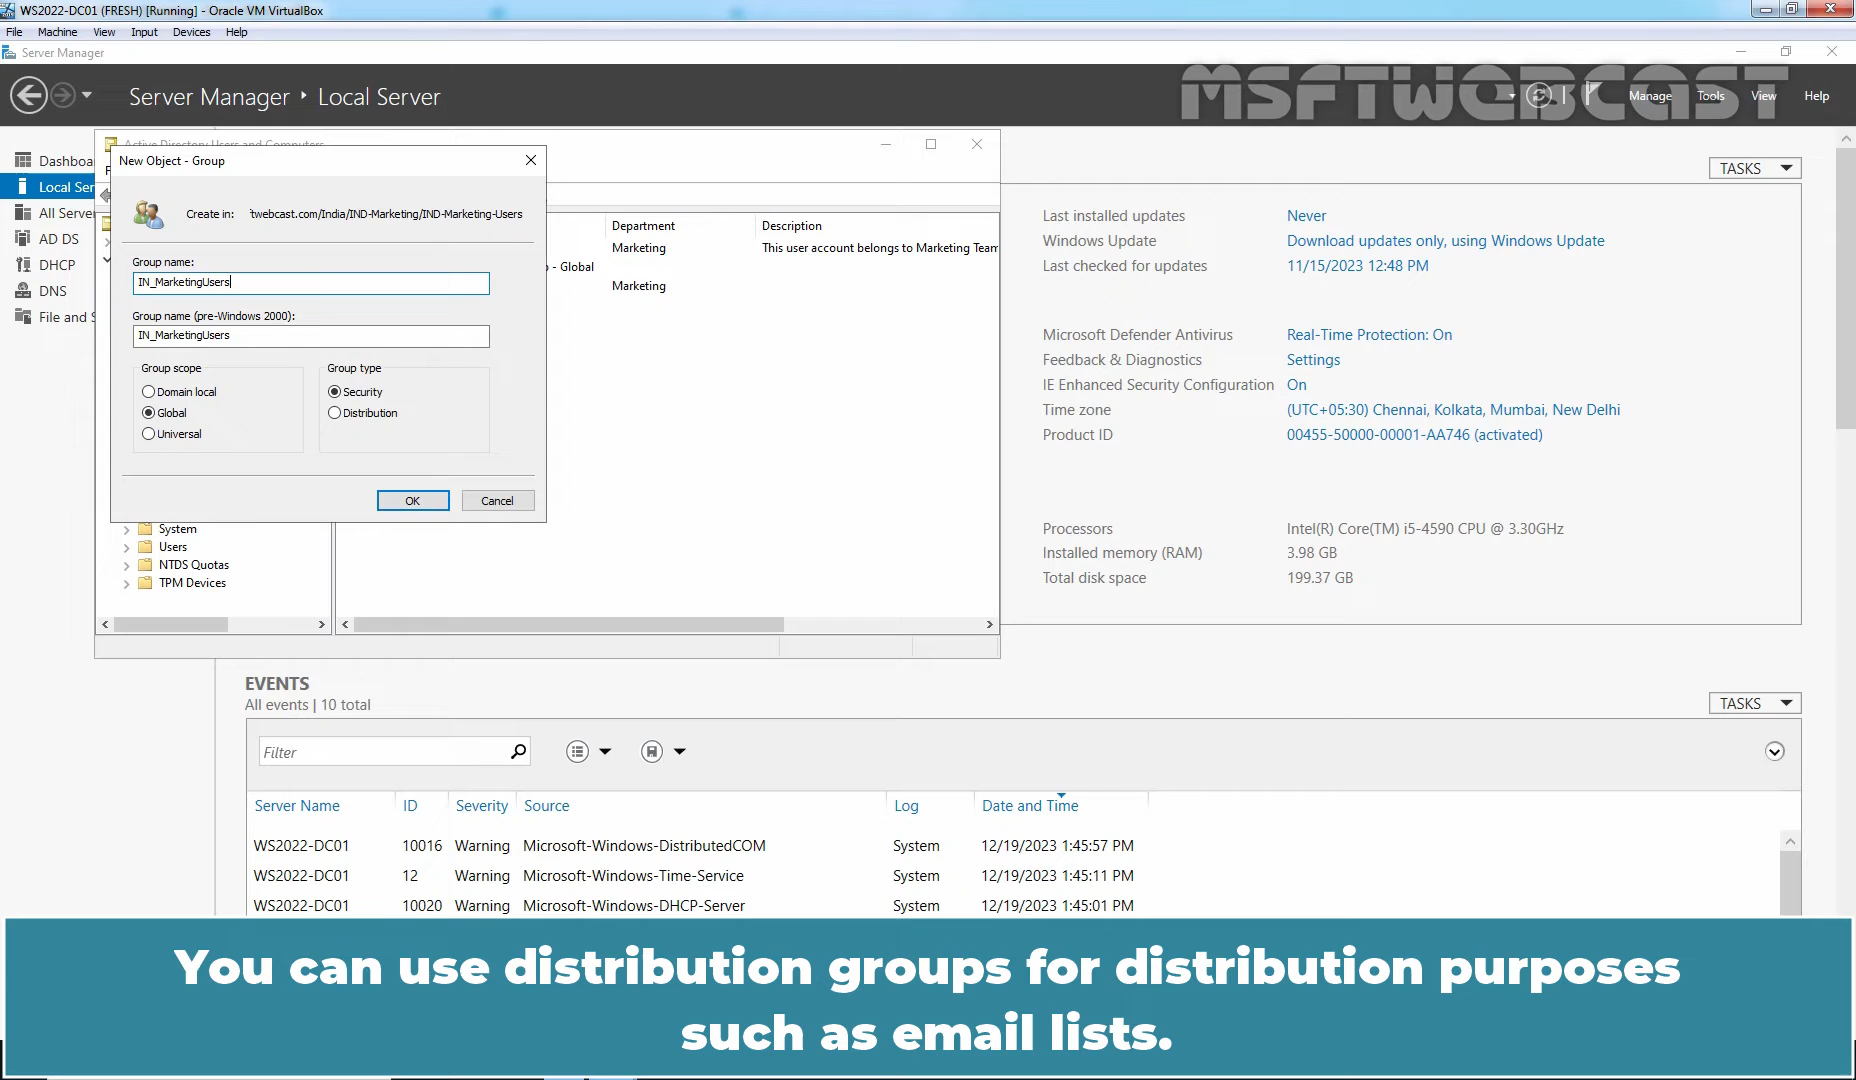 WS2022-DC01 (FRESH) [Running] - Oracle VM VirtualBox
File Machine View Input Devices Help
Server Manager
Server Manager ‣ Local Server
MSFTWEBCAST
Manage Tools View Help
Active Directory Users and Computers
New Object - Group
Dashboa
Local Ser
All Server
AD DS
DHCP
DNS
File and S
Create in: twebcast.com/India/IND-Marketing/IND-Marketing-Users
Group name:
IN_MarketingUsers
Group name (pre-Windows 2000):
IN_MarketingUsers
Group scope
Domain local
Global
Universal
Group type
Security
Distribution
OK Cancel
Department Description
Marketing This user account belongs to Marketing Team
- Global
Marketing
System
Users
NTDS Quotas
TPM Devices
TASKS
Last installed updates Never
Windows Update Download updates only, using Windows Update
Last checked for updates 11/15/2023 12:48 PM
Microsoft Defender Antivirus Real-Time Protection: On
Feedback & Diagnostics Settings
IE Enhanced Security Configuration On
Time zone (UTC+05:30) Chennai, Kolkata, Mumbai, New Delhi
Product ID 00455-50000-00001-AA746 (activated)
Processors Intel(R) Core(TM) i5-4590 CPU @ 3.30GHz
Installed memory (RAM) 3.98 GB
Total disk space 199.37 GB
EVENTS
All events | 10 total
TASKS
Filter
Server Name ID Severity Source Log Date and Time
WS2022-DC01 10016 Warning Microsoft-Windows-DistributedCOM System 12/19/2023 1:45:57 PM
WS2022-DC01 12 Warning Microsoft-Windows-Time-Service System 12/19/2023 1:45:11 PM
WS2022-DC01 10020 Warning Microsoft-Windows-DHCP-Server System 12/19/2023 1:45:01 PM
You can use distribution groups for distribution purposes
such as email lists.